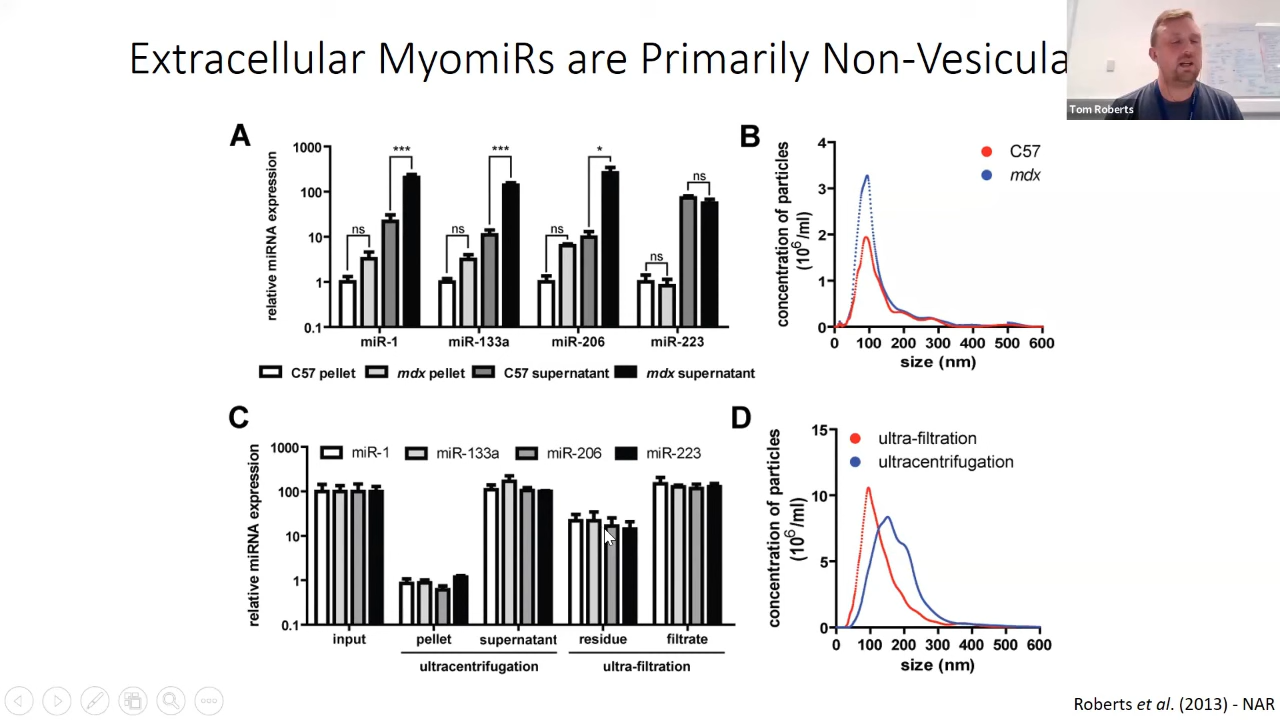 Extracellular MyomiRs are Primarily Non-Vesicula
Tom Roberts
A
relative miRNA expression
1000
100
10
1
0.1
ns
***
ns
***
ns
*
ns
ns
miR-1
miR-133a
miR-206
miR-223
C57 pellet
mdx pellet
C57 supernatant
mdx supernatant
B
concentration of particles
(10⁶/ml)
4
3
2
1
0
C57
mdx
0 100 200 300 400 500 600
size (nm)
C
relative miRNA expression
1000
100
10
1
0.1
miR-1
miR-133a
miR-206
miR-223
input
pellet
supernatant
residue
filtrate
ultracentrifugation
ultra-filtration
D
concentration of particles
(10⁶/ml)
15
10
5
0
ultra-filtration
ultracentrifugation
0 100 200 300 400 500 600
size (nm)
Roberts et al. (2013) - NAR